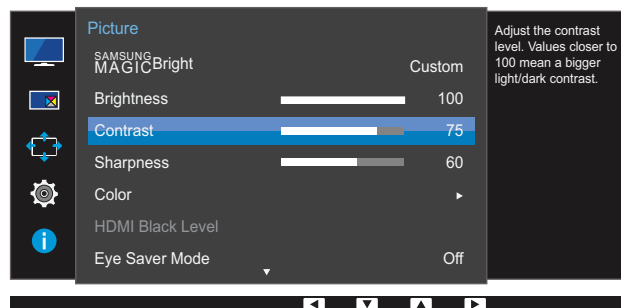 Picture
SAMSUNG
MAGICBright Custom
Brightness 100
Contrast 75
Sharpness 60
Color
HDMI Black Level
Eye Saver Mode Off
Adjust the contrast
level. Values closer to
100 mean a bigger
light/dark contrast.